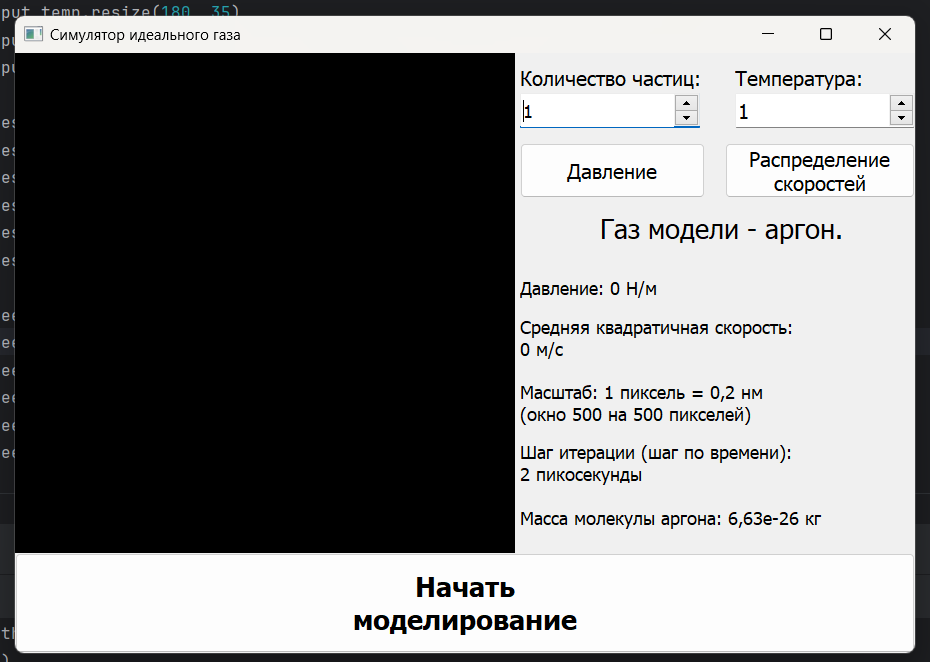 put_temp.resize(180, 35)
Симулятор идеального газа
Количество частиц:
Температура:
1
1
Давление
Распределение
скоростей
Газ модели - аргон.
Давление: 0 Н/м
Средняя квадратичная скорость:
0 м/с
Масштаб: 1 пиксель = 0,2 нм
(окно 500 на 500 пикселей)
Шаг итерации (шаг по времени):
2 пикосекунды
Масса молекулы аргона: 6,63e-26 кг
Начать
моделирование